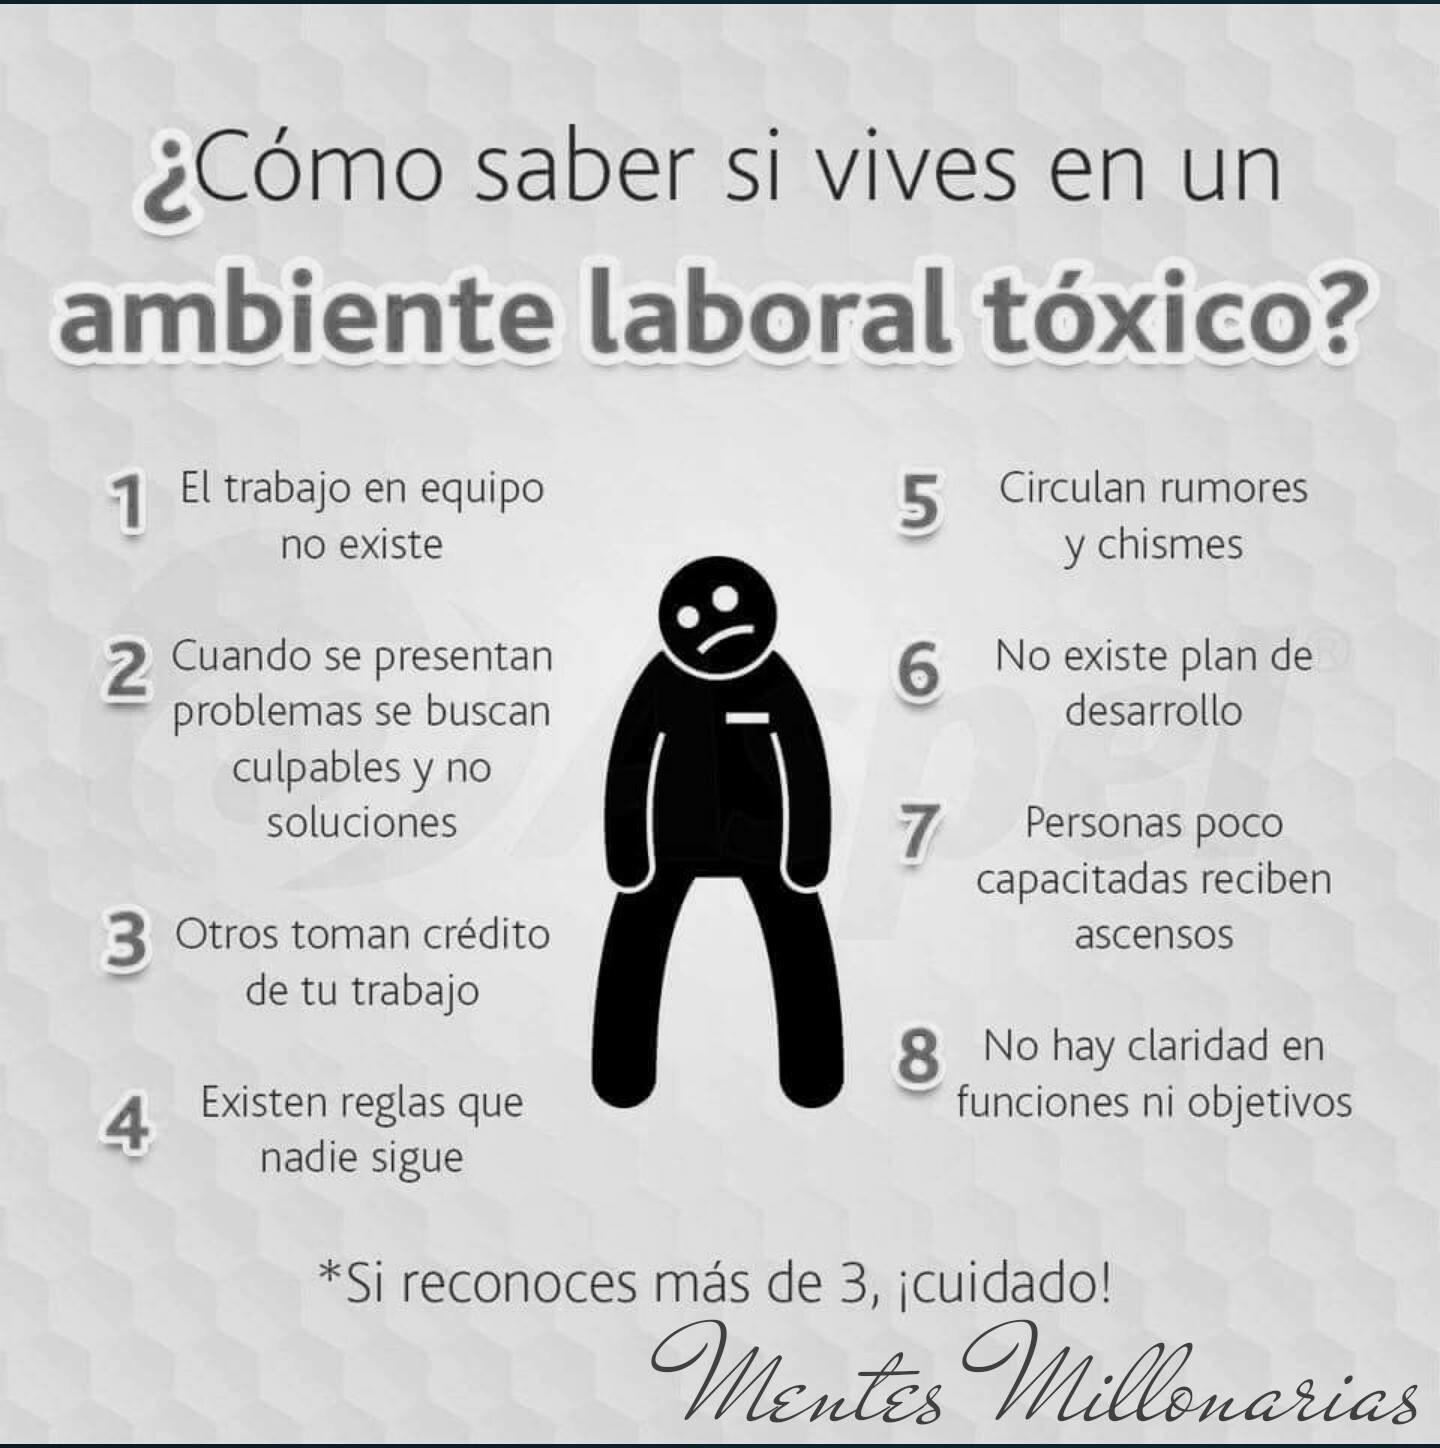 ¿Cómo saber si vives en un
ambiente laboral tóxico?
1 El trabajo en equipo
no existe
2 Cuando se presentan
problemas se buscan
culpables y no
soluciones
3 Otros toman crédito
de tu trabajo
4 Existen reglas que
nadie sigue
5 Circulan rumores
y chismes
6 No existe plan de
desarrollo
7 Personas poco
capacitadas reciben
ascensos
8 No hay claridad en
funciones ni objetivos
*Si reconoces más de 3, ¡cuidado!
Mentes Millonarias
Aspel®